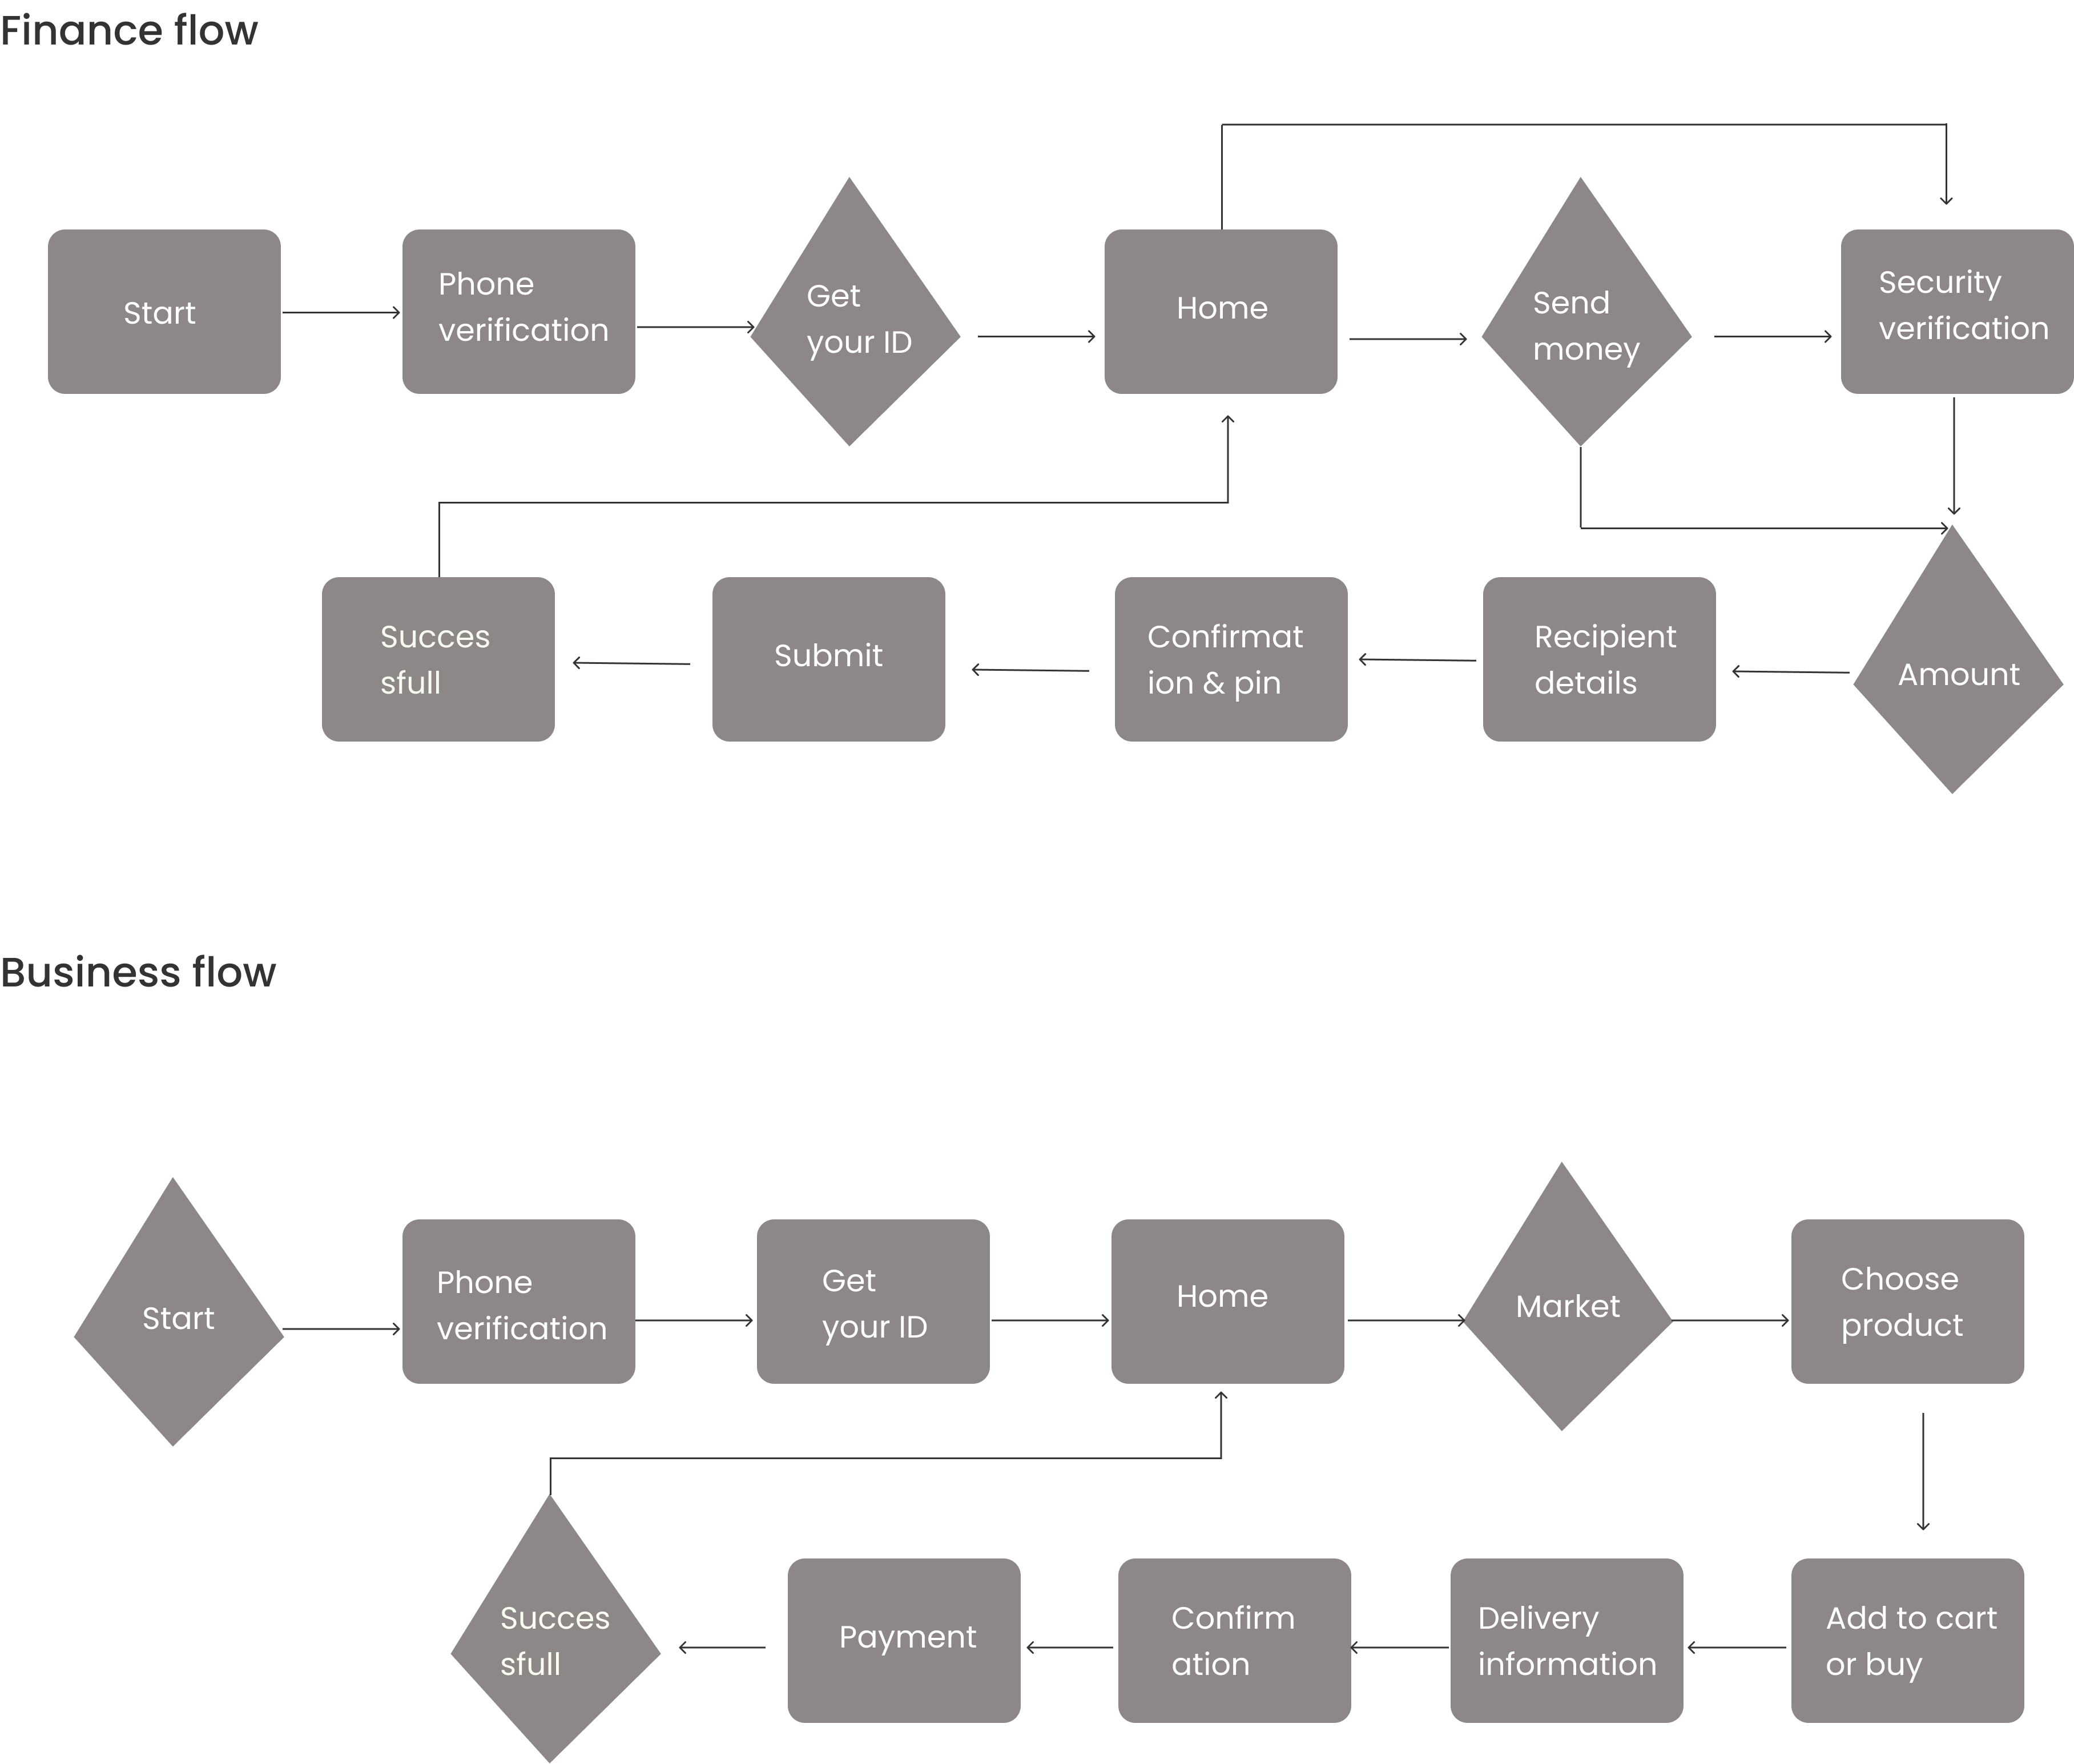 Finance flow
Start
Phone
verification
Get
your ID
Home
Send
money
Security
verification
Succes
sfull
Submit
Confirmat
ion & pin
Recipient
details
Amount
Business flow
Start
Phone
verification
Get
your ID
Home
Market
Choose
product
Succes
sfull
Payment
Confirm
ation
Delivery
information
Add to cart
or buy